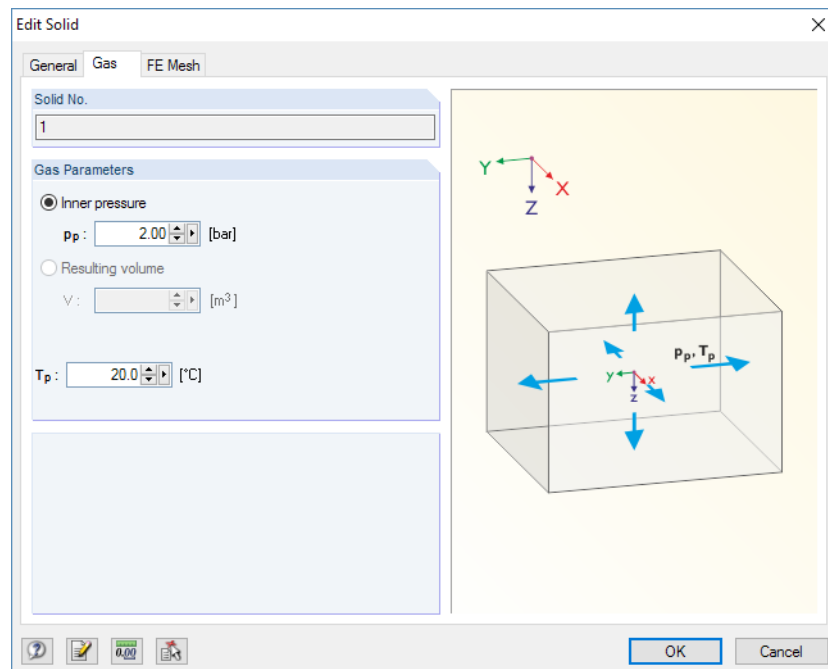 Edit Solid
General Gas FE Mesh
Solid No.
1
Gas Parameters
Inner pressure
pp : 2.00 [bar]
Resulting volume
V : [m³]
Tp : 20.0 [°C]
Y X
Z
pp, Tp
y x
z
0.00
OK Cancel